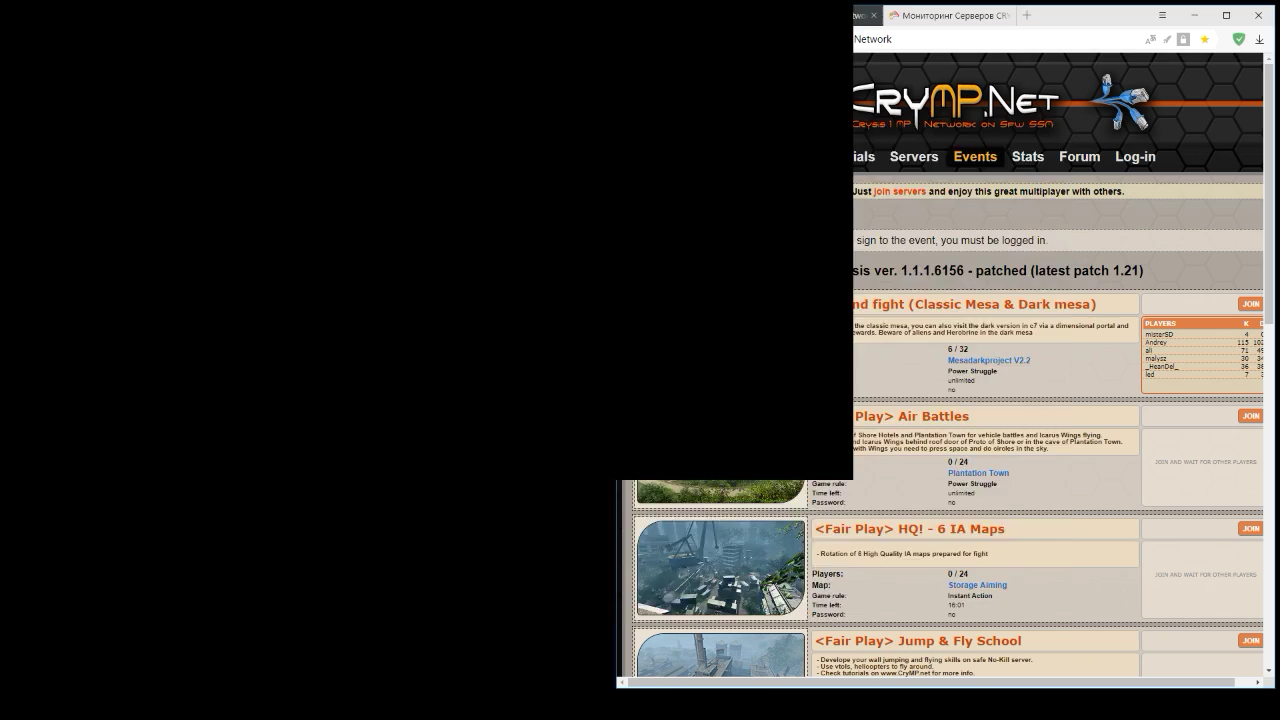 Мониторинг Серверов CRY
Network
CRYMP.NET
CRYSIS 1 MP NETWORK ON SFW SSM
Servers Events Stats Forum Log-in
Just join servers and enjoy this great multiplayer with others.
sign to the event, you must be logged in.
ver. 1.1.1.6156 - patched (latest patch 1.21)
fight (Classic Mesa & Dark mesa)
JOIN
the classic mesa, you can also visit the dark version in c7 via a dimensional portal and
Beware of aliens and Herobrine in the dark mesa
PLAYERS K
misterSD 4
Andrey 115
ali 71
malysz 30
_HeanDel_ 36
led 7
6 / 32
Mesadarkproject V2.2
Power Struggle
unlimited
no
Play> Air Battles
JOIN
Shore Hotels and Plantation Town for vehicle battles and Icarus Wings flying.
Icarus Wings behind roof door of Proto of Shore or in the cave of Plantation Town.
with Wings you need to press space and do circles in the sky.
JOIN AND WAIT FOR OTHER PLAYERS
0 / 24
Plantation Town
Game rule: Power Struggle
Time left: unlimited
Password: no
<Fair Play> HQ! - 6 IA Maps
JOIN
- Rotation of 6 High Quality IA maps prepared for fight
JOIN AND WAIT FOR OTHER PLAYERS
Players: 0 / 24
Map: Storage Aiming
Game rule: Instant Action
Time left: 16:01
Password: no
<Fair Play> Jump & Fly School
JOIN
- Develope your wall jumping and flying skills on safe No-Kill server.
- Use vtols, helicopters to fly around.
- Check tutorials on www.CryMP.net for more info.